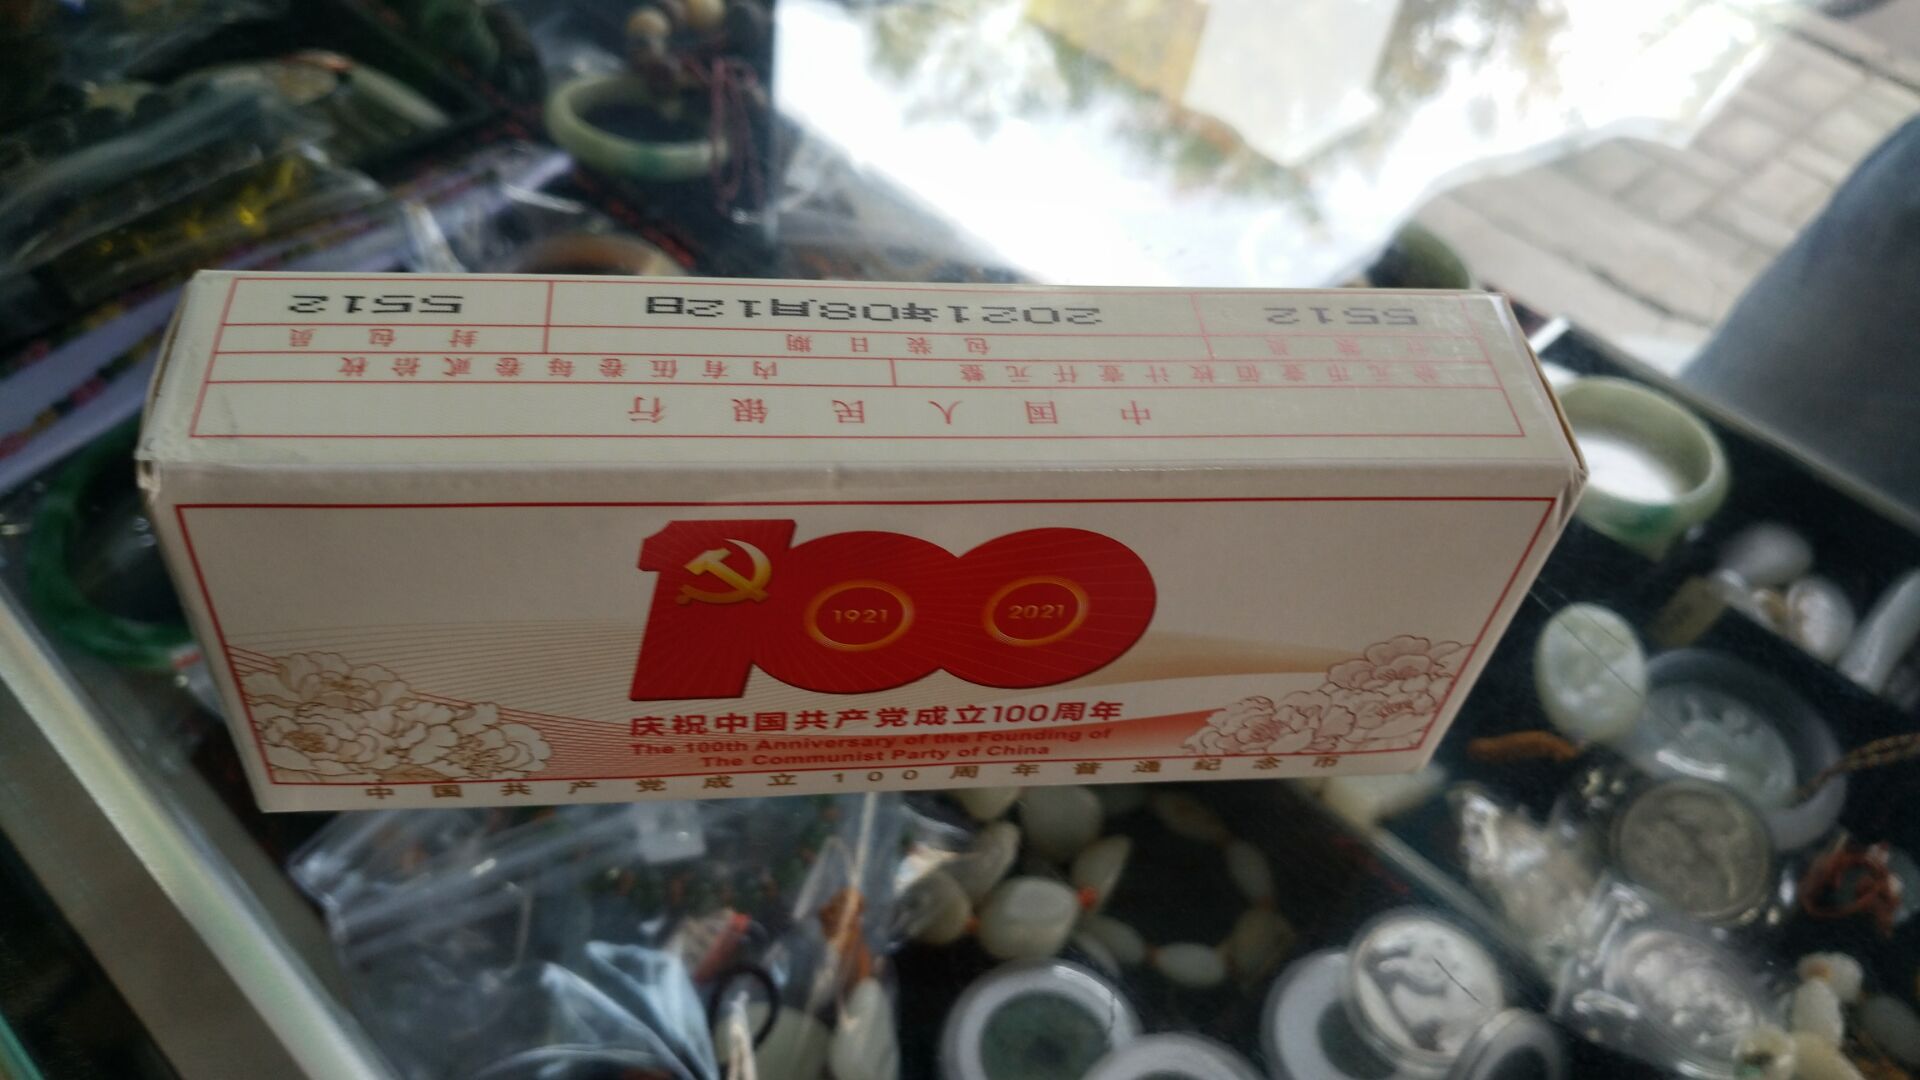 中国人民银行
拾元币壹佰枚计壹仟元整 内有伍卷每卷贰拾枚
包装日期 封包员
5512 2021年08月12日 5512
1921 2021
庆祝中国共产党成立100周年
The 100th Anniversary of the Founding of
The Communist Party of China
中国共产党成立100周年普通纪念币